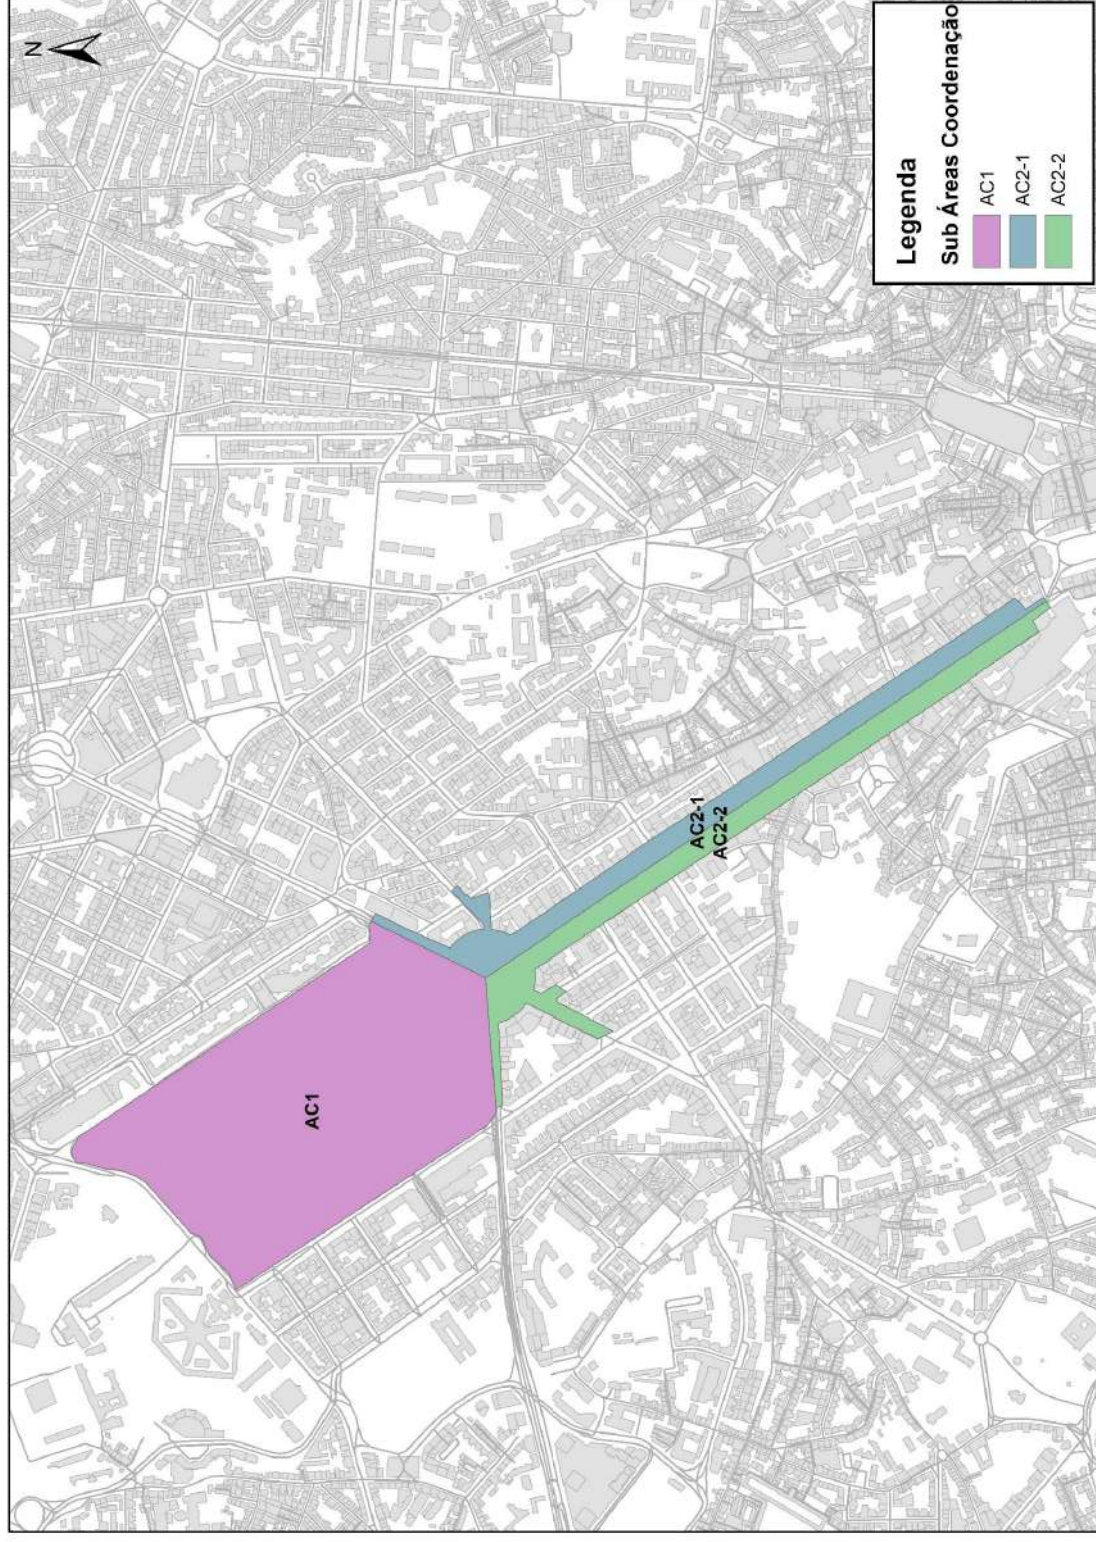 N
AC1
AC2-1
AC2-2
Legenda
Sub Áreas Coordenação
AC1
AC2-1
AC2-2